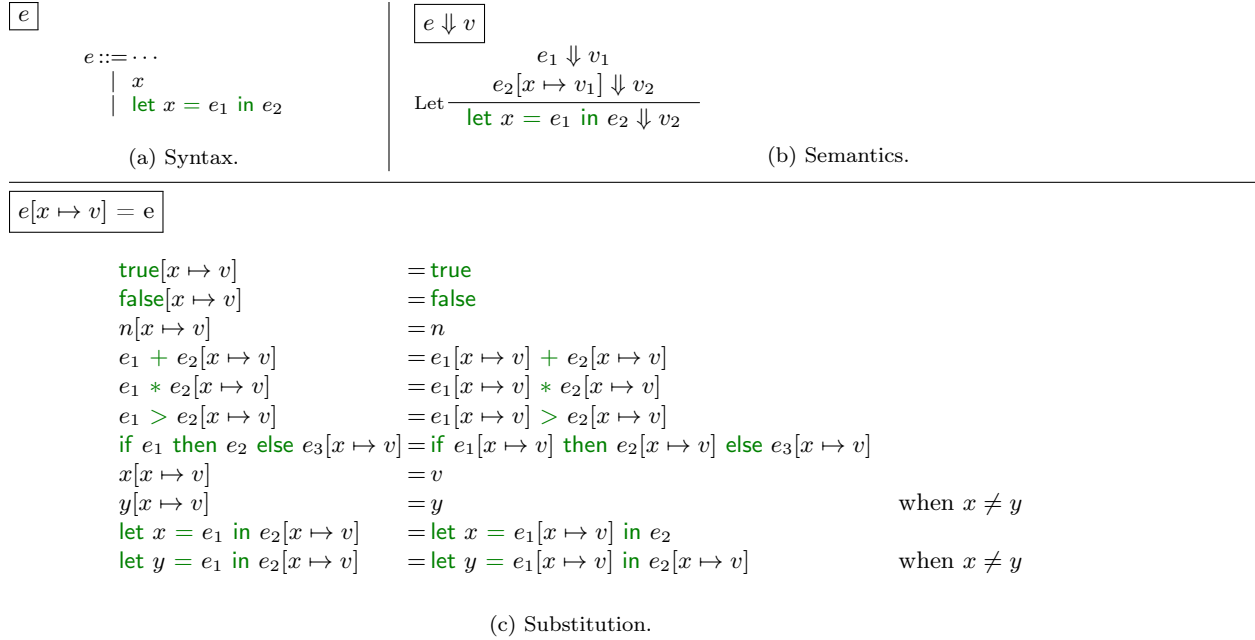 e
e ::= ⋯
| x
| let x = e₁ in e₂
(a) Syntax.
e ⇓ v
e₁ ⇓ v₁
e₂[x ↦ v₁] ⇓ v₂
Let
let x = e₁ in e₂ ⇓ v₂
(b) Semantics.
e[x ↦ v] = e
true[x ↦ v] = true
false[x ↦ v] = false
n[x ↦ v] = n
e₁ + e₂[x ↦ v] = e₁[x ↦ v] + e₂[x ↦ v]
e₁ * e₂[x ↦ v] = e₁[x ↦ v] * e₂[x ↦ v]
e₁ > e₂[x ↦ v] = e₁[x ↦ v] > e₂[x ↦ v]
if e₁ then e₂ else e₃[x ↦ v] = if e₁[x ↦ v] then e₂[x ↦ v] else e₃[x ↦ v]
x[x ↦ v] = v
y[x ↦ v] = y when x ≠ y
let x = e₁ in e₂[x ↦ v] = let x = e₁[x ↦ v] in e₂
let y = e₁ in e₂[x ↦ v] = let y = e₁[x ↦ v] in e₂[x ↦ v] when x ≠ y
(c) Substitution.